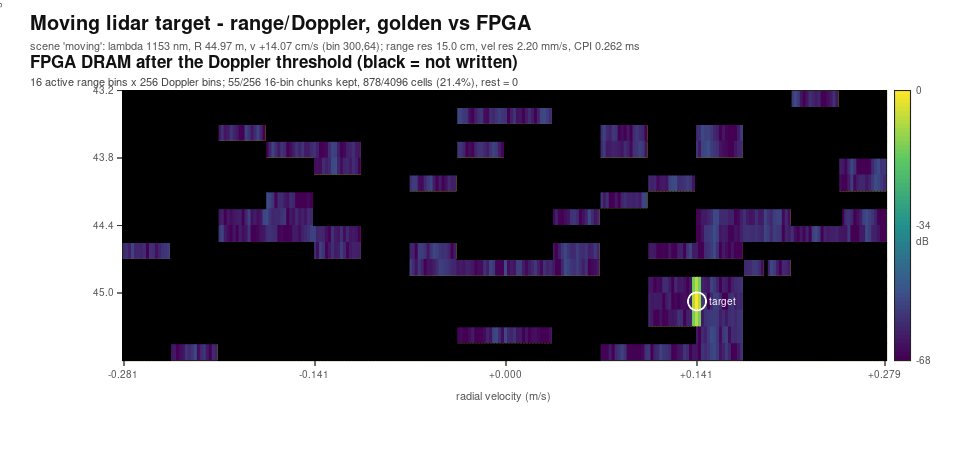 Moving lidar target - range/Doppler, golden vs FPGA
scene 'moving': lambda 1153 nm, R 44.97 m, v +14.07 cm/s (bin 300,64); range res 15.0 cm, vel res 2.20 mm/s, CPI 0.262 ms
FPGA DRAM after the Doppler threshold (black = not written)
16 active range bins x 256 Doppler bins; 55/256 16-bin chunks kept, 878/4096 cells (21.4%), rest = 0
43.2
43.8
44.4
45.0
target
0
-34
dB
-68
-0.281
-0.141
+0.000
+0.141
+0.279
radial velocity (m/s)